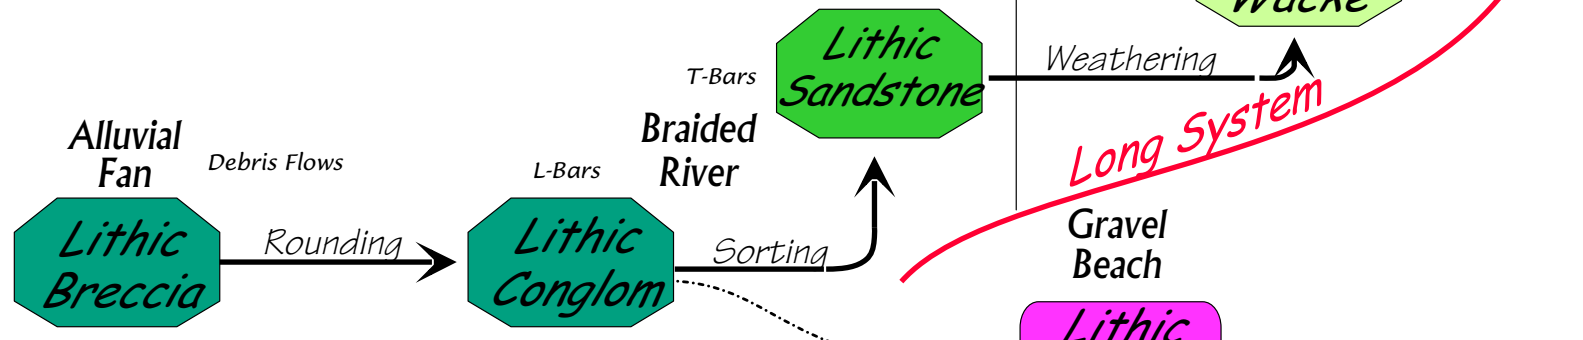 Wacke
Lithic
Sandstone
T-Bars
Weathering
Long System
Braided
River
Alluvial
Fan
Debris Flows
L-Bars
Gravel
Beach
Lithic
Breccia
Rounding
Lithic
Conglom
Sorting
Lithic